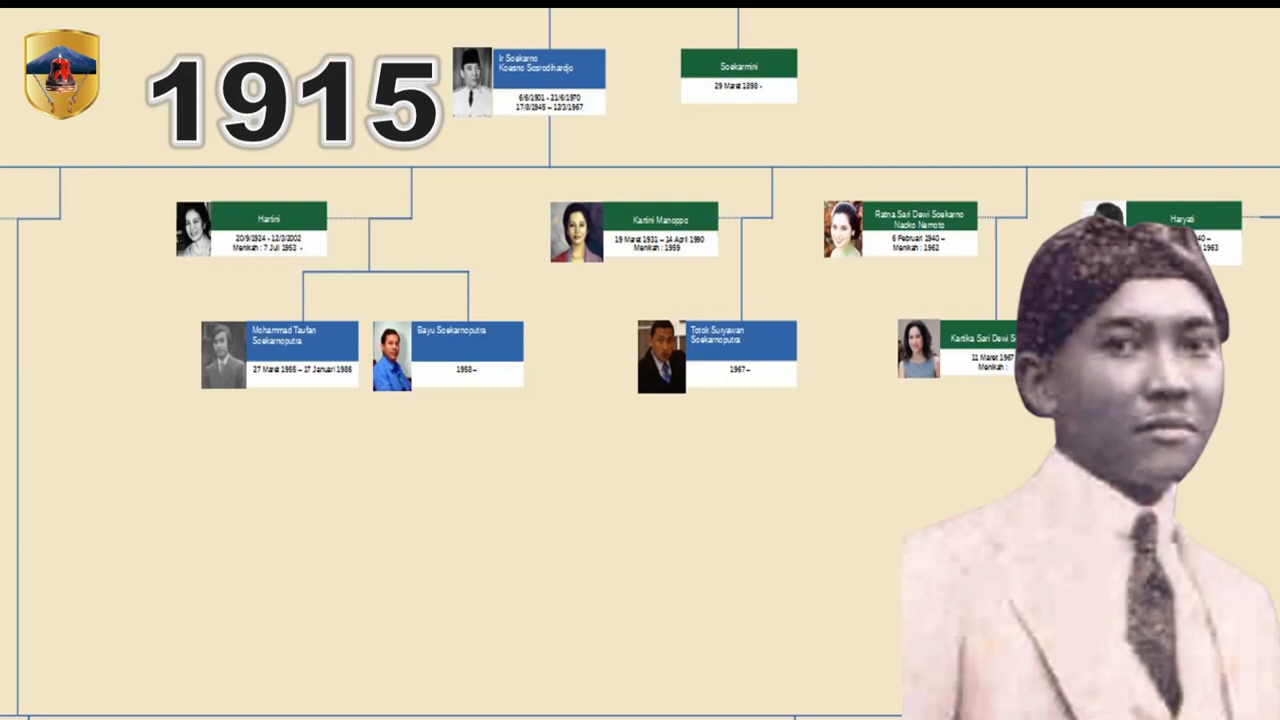 1915
Ir Soekarno
Koesno Sosrodihardjo
6/6/1901 - 21/6/1970
17/8/1945 – 12/3/1967
Soekarmini
29 Maret 1898 -
Hartini
20/9/1924 - 12/3/2002
Menikah : 7 Juli 1953 -
Kartini Manoppo
19 Maret 1931 – 14 April 1990
Menikah : 1959
Ratna Sari Dewi Soekarno
Naoko Nemoto
6 Februari 1940 –
Menikah : 1962
Haryati
40 –
1963
Mohammad Taufan
Soekarnoputra
27 Maret 1955 – 17 Januari 1986
Bayu Soekarnoputra
1958 –
Totok Suryawan
Soekarnoputra
1967 –
Kartika Sari Dewi S
11 Maret 1967
Menikah :